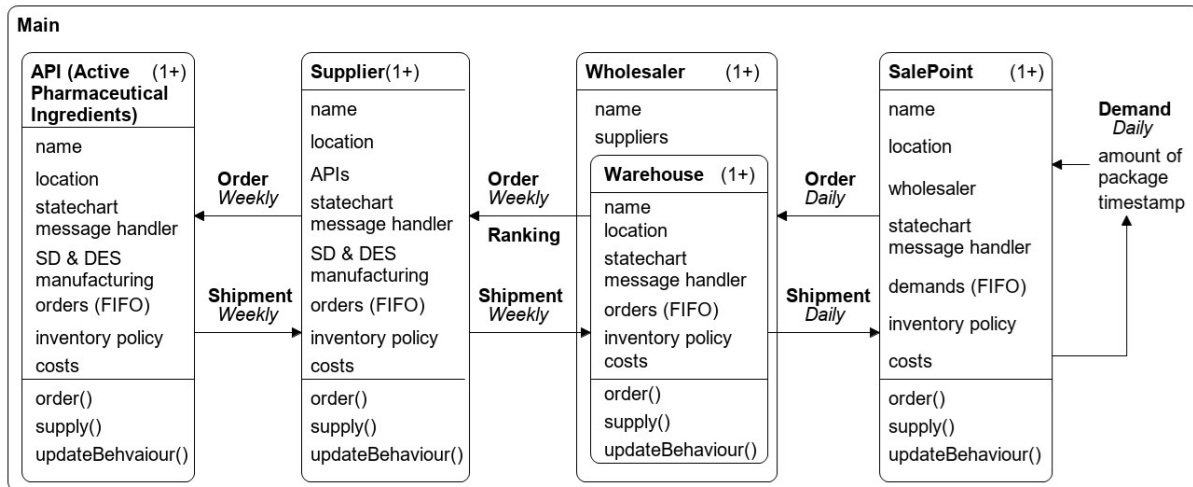 Main
API (Active (1+)
Pharmaceutical
Ingredients)
name
location
statechart
message handler
SD & DES
manufacturing
orders (FIFO)
inventory policy
costs
order()
supply()
updateBehvaiour()
Order
Weekly
Shipment
Weekly
Supplier(1+)
name
location
APIs
statechart
message handler
SD & DES
manufacturing
orders (FIFO)
inventory policy
costs
order()
supply()
updateBehaviour()
Order
Weekly
Ranking
Shipment
Weekly
Wholesaler (1+)
name
suppliers
Warehouse (1+)
name
location
statechart
message handler
orders (FIFO)
inventory policy
costs
order()
supply()
updateBehaviour()
Order
Daily
Shipment
Daily
SalePoint (1+)
name
location
wholesaler
statechart
message handler
demands (FIFO)
inventory policy
costs
order()
supply()
updateBehaviour()
Demand
Daily
amount of
package
timestamp